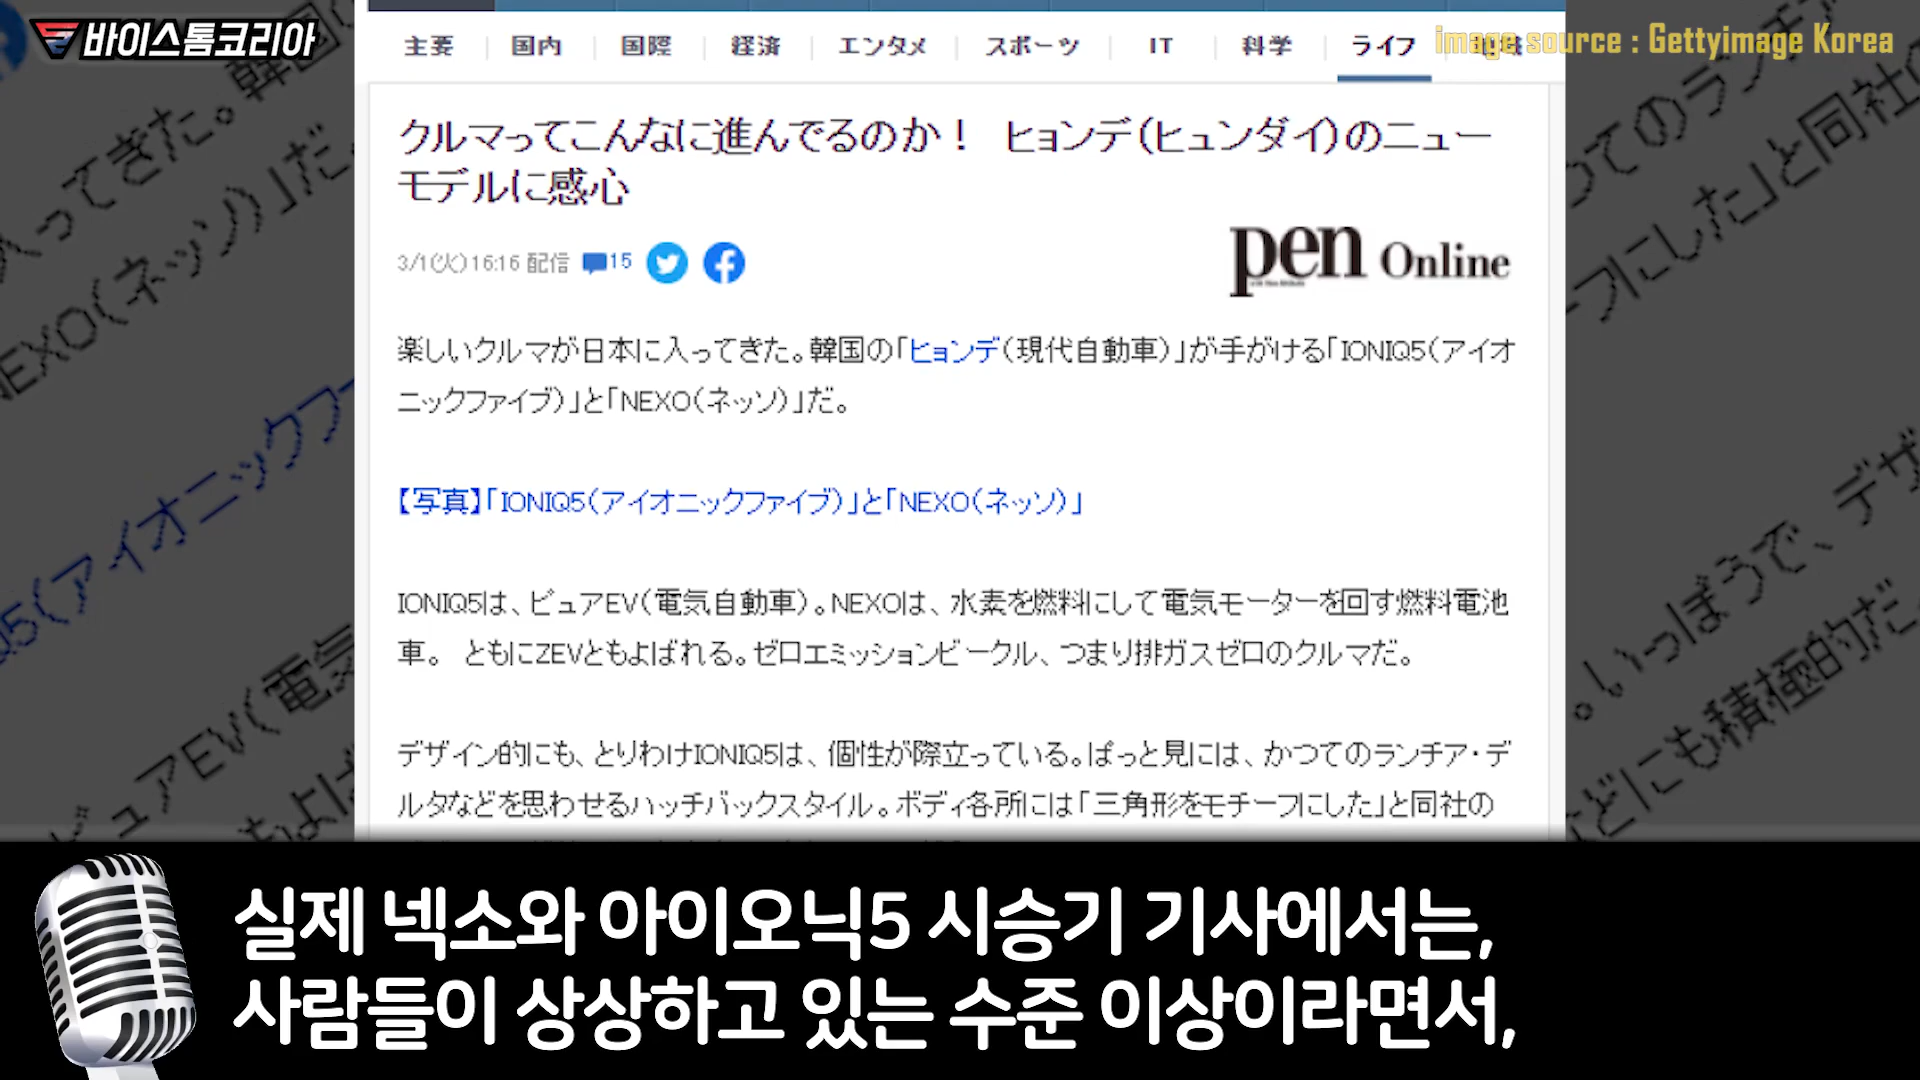 바이스톰코리아
image source : Gettyimage Korea
主要 国内 国際 経済 エンタメ スポーツ IT 科学 ライフ
クルマってこんなに進んでるのか！ ヒョンデ（ヒュンダイ）のニュー
モデルに感心
3/1(火) 16:16 配信 15
pen Online
楽しいクルマが日本に入ってきた。韓国の「ヒョンデ（現代自動車）」が手がける「IONIQ5（アイオ
ニックファイブ）」と「NEXO（ネッソ）」だ。
【写真】「IONIQ5（アイオニックファイブ）」と「NEXO（ネッソ）」
IONIQ5は、ピュアEV（電気自動車）。NEXOは、水素を燃料にして電気モーターを回す燃料電池
車。 ともにZEVともよばれる。ゼロエミッションビークル、つまり排ガスゼロのクルマだ。
デザイン的にも、とりわけIONIQ5は、個性が際立っている。ぱっと見には、かつてのランチア・デ
ルタなどを思わせるハッチバックスタイル。ボディ各所には「三角形をモチーフにした」と同社の
실제 넥소와 아이오닉5 시승기 기사에서는,
사람들이 상상하고 있는 수준 이상이라면서,